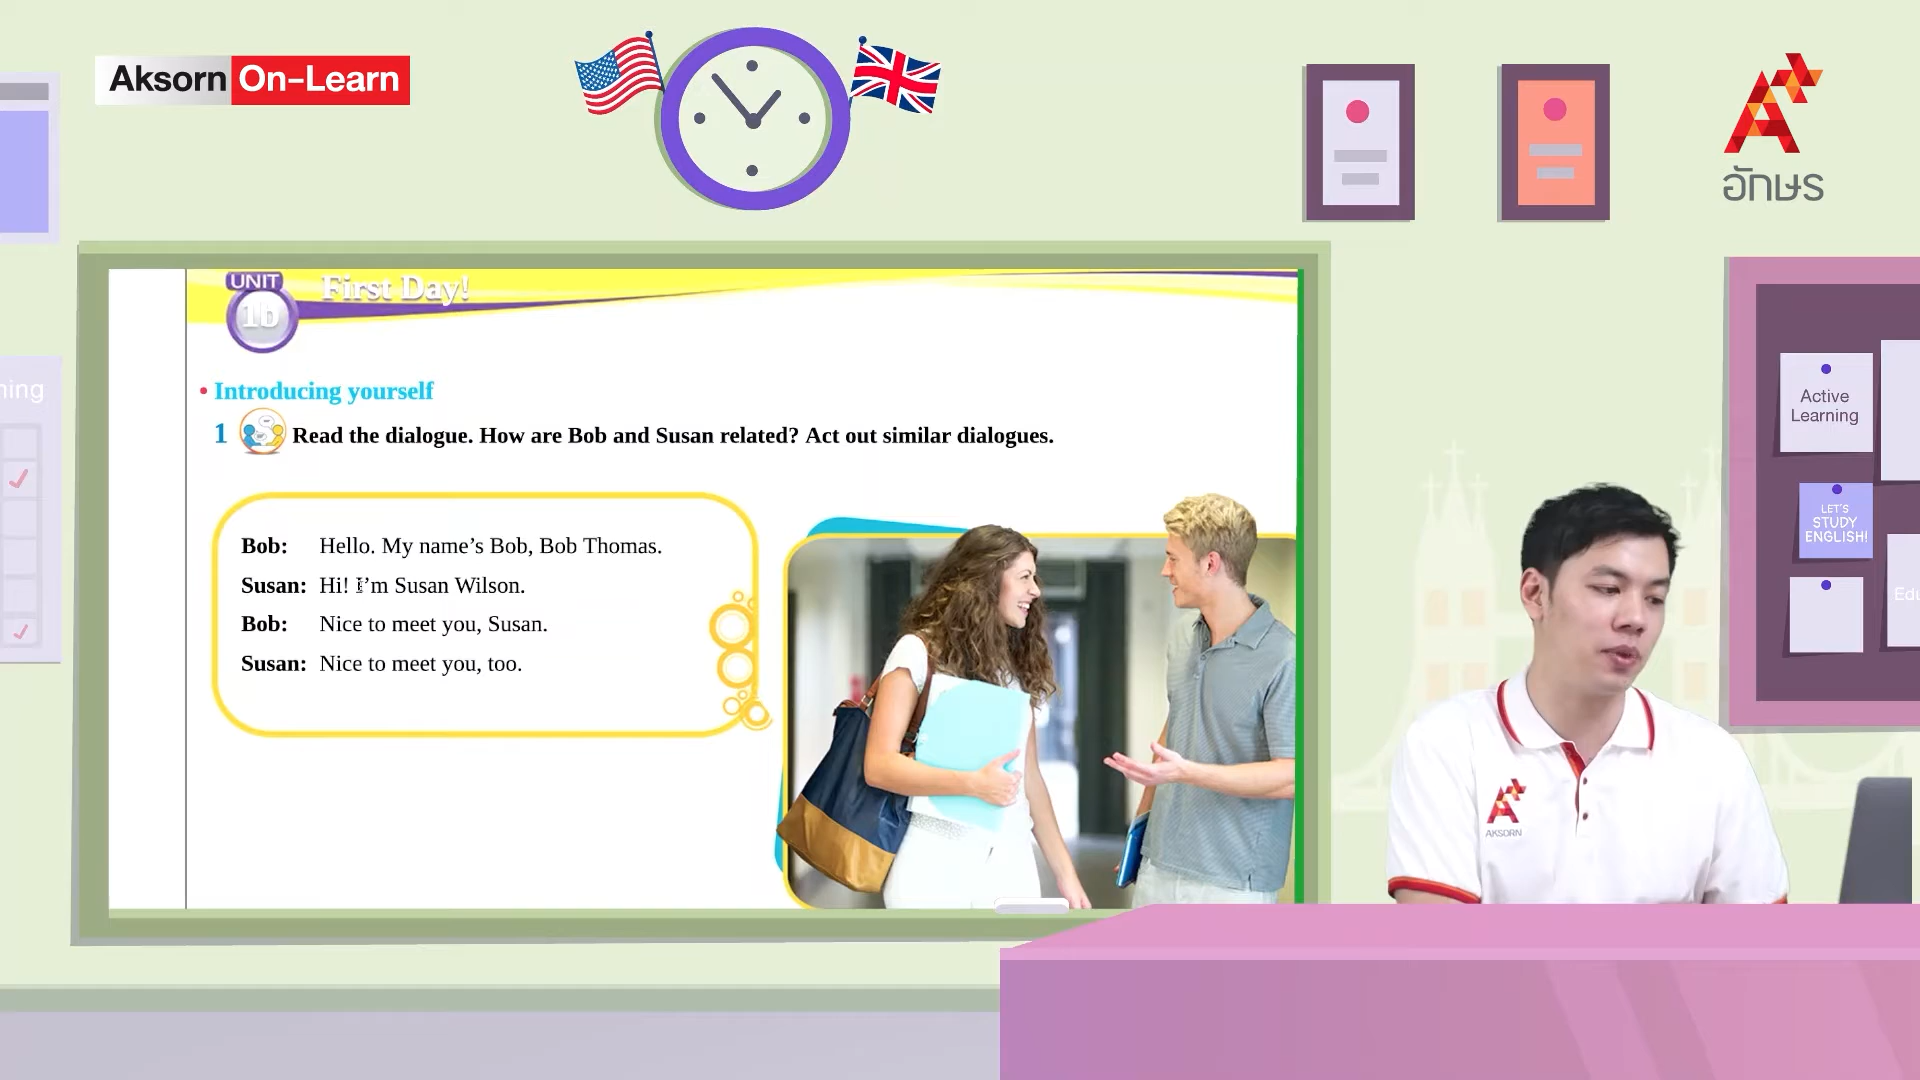 Aksorn On-Learn
อักษร
UNIT
1b
First Day!
• Introducing yourself
1 Read the dialogue. How are Bob and Susan related? Act out similar dialogues.
Bob: Hello. My name’s Bob, Bob Thomas.
Susan: Hi! I’m Susan Wilson.
Bob: Nice to meet you, Susan.
Susan: Nice to meet you, too.
Active
Learning
LET'S
STUDY
ENGLISH!
AKSORN